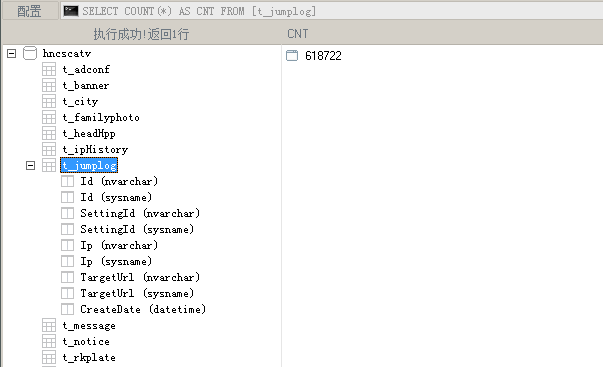 配置 SELECT COUNT(*) AS CNT FROM [t_jumplog]
执行成功!返回1行 CNT
hncscatv 618722
t_adconf
t_banner
t_city
t_familyphoto
t_headHpp
t_ipHistory
t_jumplog
Id (nvarchar)
Id (sysname)
SettingId (nvarchar)
SettingId (sysname)
Ip (nvarchar)
Ip (sysname)
TargetUrl (nvarchar)
TargetUrl (sysname)
CreateDate (datetime)
t_message
t_notice
t_rkplate